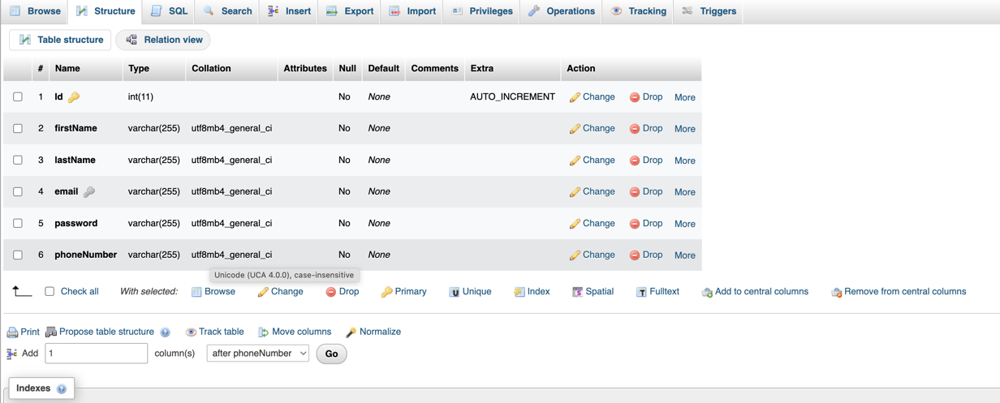 Browse Structure SQL Search Insert Export Import Privileges Operations Tracking Triggers
Table structure Relation view
# Name Type Collation Attributes Null Default Comments Extra Action
1 id int(11) No None AUTO_INCREMENT Change Drop More
2 firstName varchar(255) utf8mb4_general_ci No None Change Drop More
3 lastName varchar(255) utf8mb4_general_ci No None Change Drop More
4 email varchar(255) utf8mb4_general_ci No None Change Drop More
5 password varchar(255) utf8mb4_general_ci No None Change Drop More
6 phoneNumber varchar(255) utf8mb4_general_ci No None Change Drop More
Unicode (UCA 4.0.0), case-insensitive
Check all With selected: Browse Change Drop Primary Unique Index Spatial Fulltext Add to central columns Remove from central columns
Print Propose table structure Track table Move columns Normalize
Add 1 column(s) after phoneNumber Go
Indexes